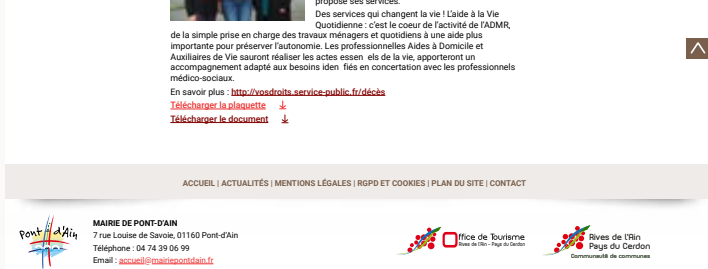 propose ses services.
Des services qui changent la vie ! L'aide à la Vie
Quotidienne : c'est le coeur de l'activité de l'ADMR,
de la simple prise en charge des travaux ménagers et quotidiens à une aide plus
importante pour préserver l'autonomie. Les professionnelles Aides à Domicile et
Auxiliaires de Vie sauront réaliser les actes essen els de la vie, apporteront un
accompagnement adapté aux besoins iden fiés en concertation avec les professionnels
médico-sociaux.
En savoir plus : http://vosdroits.service-public.fr/décès
Télécharger la plaquette
Télécharger le document
ACCUEIL | ACTUALITÉS | MENTIONS LÉGALES | RGPD ET COOKIES | PLAN DU SITE | CONTACT
Pont d'Ain
MAIRIE DE PONT-D'AIN
7 rue Louise de Savoie, 01160 Pont-d'Ain
Téléphone : 04 74 39 06 99
Email : accueil@mairiepontdain.fr
Office de Tourisme
Rives de l'Ain - Pays du Cerdon
Rives de l'Ain
Pays du Cerdon
Communauté de communes